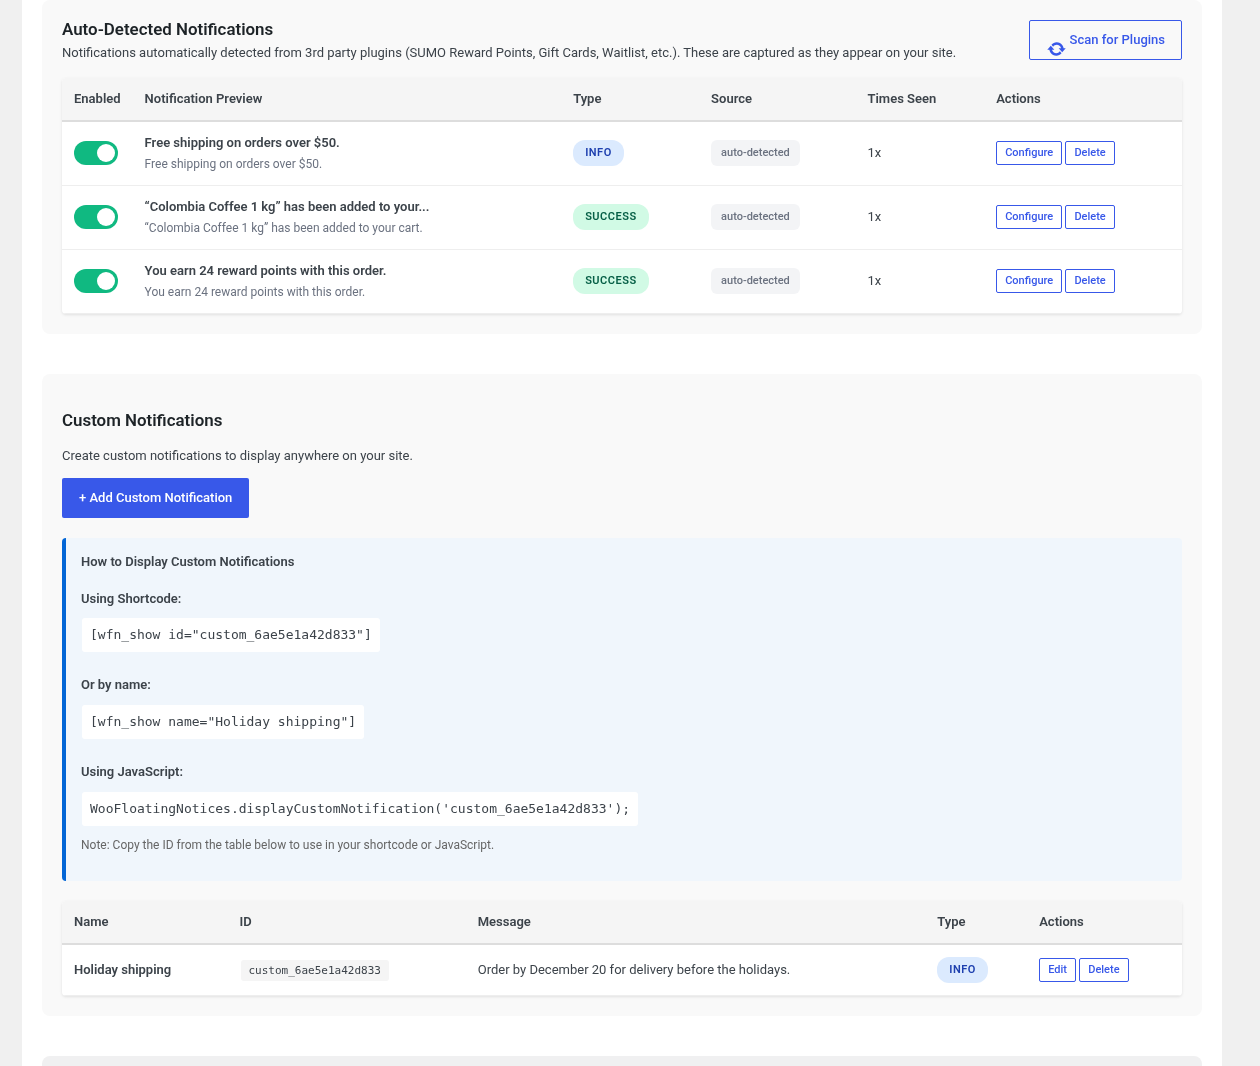 Auto-Detected Notifications
Notifications automatically detected from 3rd party plugins (SUMO Reward Points, Gift Cards, Waitlist, etc.). These are captured as they appear on your site.
Scan for Plugins
Enabled Notification Preview Type Source Times Seen Actions
Free shipping on orders over $50.
Free shipping on orders over $50.
INFO auto-detected 1x Configure Delete
“Colombia Coffee 1 kg” has been added to your...
“Colombia Coffee 1 kg” has been added to your cart.
SUCCESS auto-detected 1x Configure Delete
You earn 24 reward points with this order.
You earn 24 reward points with this order.
SUCCESS auto-detected 1x Configure Delete
Custom Notifications
Create custom notifications to display anywhere on your site.
+ Add Custom Notification
How to Display Custom Notifications
Using Shortcode:
[wfn_show id="custom_6ae5e1a42d833"]
Or by name:
[wfn_show name="Holiday shipping"]
Using JavaScript:
WooFloatingNotices.displayCustomNotification('custom_6ae5e1a42d833');
Note: Copy the ID from the table below to use in your shortcode or JavaScript.
Name ID Message Type Actions
Holiday shipping custom_6ae5e1a42d833 Order by December 20 for delivery before the holidays. INFO Edit Delete